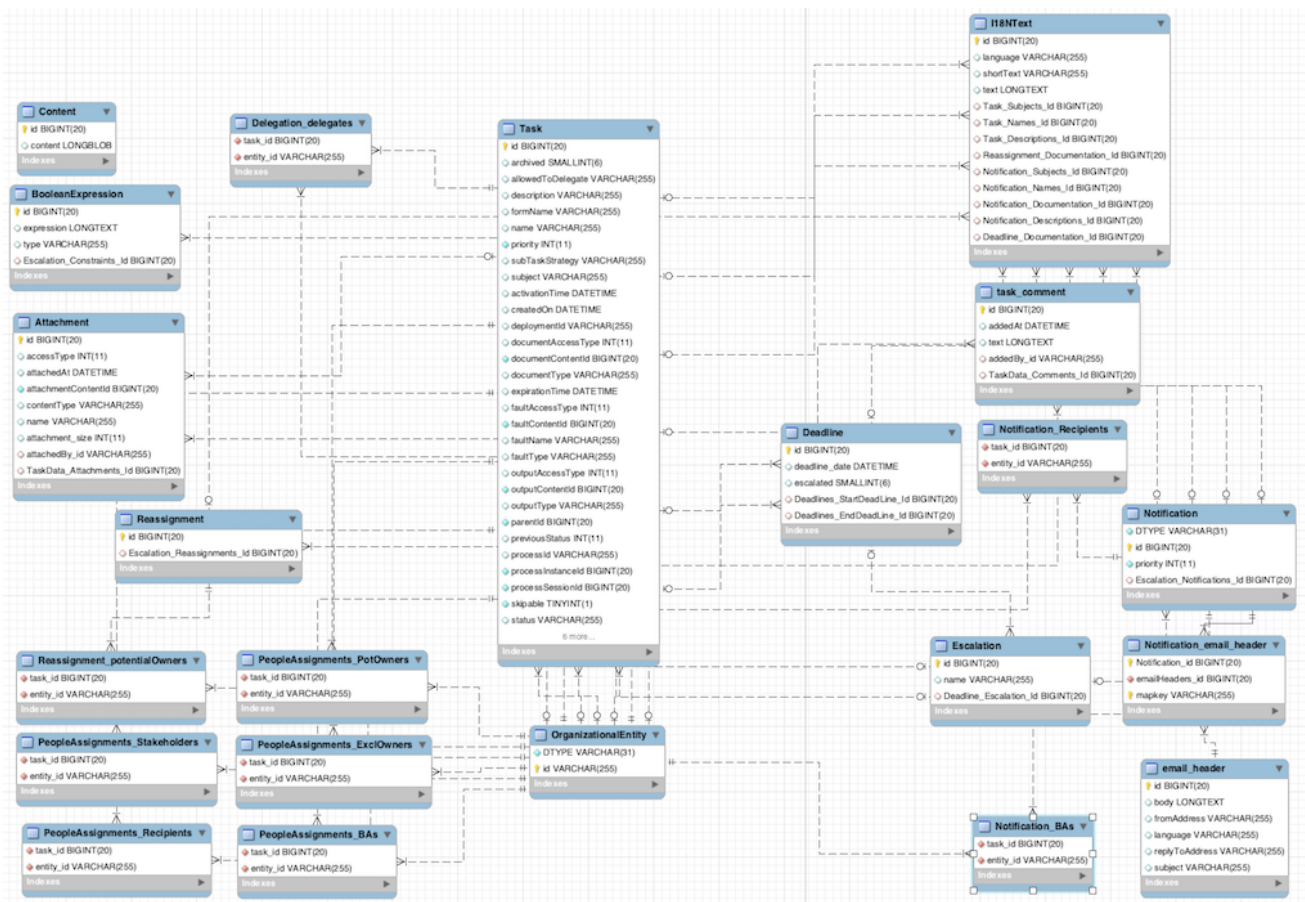 I18NText
id BIGINT(20)
language VARCHAR(255)
shortText VARCHAR(255)
text LONGTEXT
Task_Subjects_Id BIGINT(20)
Task_Names_Id BIGINT(20)
Task_Descriptions_Id BIGINT(20)
Reassignment_Documentation_Id BIGINT(20)
Notification_Subjects_Id BIGINT(20)
Notification_Names_Id BIGINT(20)
Notification_Documentation_Id BIGINT(20)
Notification_Descriptions_Id BIGINT(20)
Deadline_Documentation_Id BIGINT(20)
Indexes
Content
id BIGINT(20)
content LONGBLOB
Indexes
Delegation_delegates
task_id BIGINT(20)
entity_id VARCHAR(255)
Indexes
Task
id BIGINT(20)
archived SMALLINT(6)
allowedToDelegate VARCHAR(255)
description VARCHAR(255)
formName VARCHAR(255)
name VARCHAR(255)
priority INT(11)
subTaskStrategy VARCHAR(255)
subject VARCHAR(255)
activationTime DATETIME
createdOn DATETIME
deploymentId VARCHAR(255)
documentAccessType INT(11)
documentContentId BIGINT(20)
documentType VARCHAR(255)
expirationTime DATETIME
faultAccessType INT(11)
faultContentId BIGINT(20)
faultName VARCHAR(255)
faultType VARCHAR(255)
outputAccessType INT(11)
outputContentId BIGINT(20)
outputType VARCHAR(255)
parentId BIGINT(20)
previousStatus INT(11)
processId VARCHAR(255)
processInstanceId BIGINT(20)
processSessionId BIGINT(20)
skipable TINYINT(1)
status VARCHAR(255)
6 more...
Indexes
BooleanExpression
id BIGINT(20)
expression LONGTEXT
type VARCHAR(255)
Escalation_Constraints_Id BIGINT(20)
Indexes
Attachment
id BIGINT(20)
accessType INT(11)
attachedAt DATETIME
attachmentContentId BIGINT(20)
contentType VARCHAR(255)
name VARCHAR(255)
attachment_size INT(11)
attachedBy_id VARCHAR(255)
TaskData_Attachments_Id BIGINT(20)
Indexes
task_comment
id BIGINT(20)
addedAt DATETIME
text LONGTEXT
addedBy_id VARCHAR(255)
TaskData_Comments_Id BIGINT(20)
Indexes
Deadline
id BIGINT(20)
deadline_date DATETIME
escalated SMALLINT(6)
Deadlines_StartDeadLine_Id BIGINT(20)
Deadlines_EndDeadLine_Id BIGINT(20)
Indexes
Notification_Recipients
task_id BIGINT(20)
entity_id VARCHAR(255)
Indexes
Reassignment
id BIGINT(20)
Escalation_Reassignments_Id BIGINT(20)
Indexes
Notification
DTYPE VARCHAR(31)
id BIGINT(20)
priority INT(11)
Escalation_Notifications_Id BIGINT(20)
Indexes
Reassignment_potentialOwners
task_id BIGINT(20)
entity_id VARCHAR(255)
Indexes
PeopleAssignments_PotOwners
task_id BIGINT(20)
entity_id VARCHAR(255)
Indexes
Escalation
id BIGINT(20)
name VARCHAR(255)
Deadline_Escalation_Id BIGINT(20)
Indexes
Notification_email_header
Notification_id BIGINT(20)
emailHeaders_id BIGINT(20)
mapkey VARCHAR(255)
Indexes
PeopleAssignments_Stakeholders
task_id BIGINT(20)
entity_id VARCHAR(255)
Indexes
PeopleAssignments_ExclOwners
task_id BIGINT(20)
entity_id VARCHAR(255)
Indexes
OrganizationalEntity
DTYPE VARCHAR(31)
id VARCHAR(255)
Indexes
email_header
id BIGINT(20)
body LONGTEXT
fromAddress VARCHAR(255)
language VARCHAR(255)
replyToAddress VARCHAR(255)
subject VARCHAR(255)
Indexes
PeopleAssignments_Recipients
task_id BIGINT(20)
entity_id VARCHAR(255)
Indexes
PeopleAssignments_BAs
task_id BIGINT(20)
entity_id VARCHAR(255)
Indexes
Notification_BAs
task_id BIGINT(20)
entity_id VARCHAR(255)
Indexes